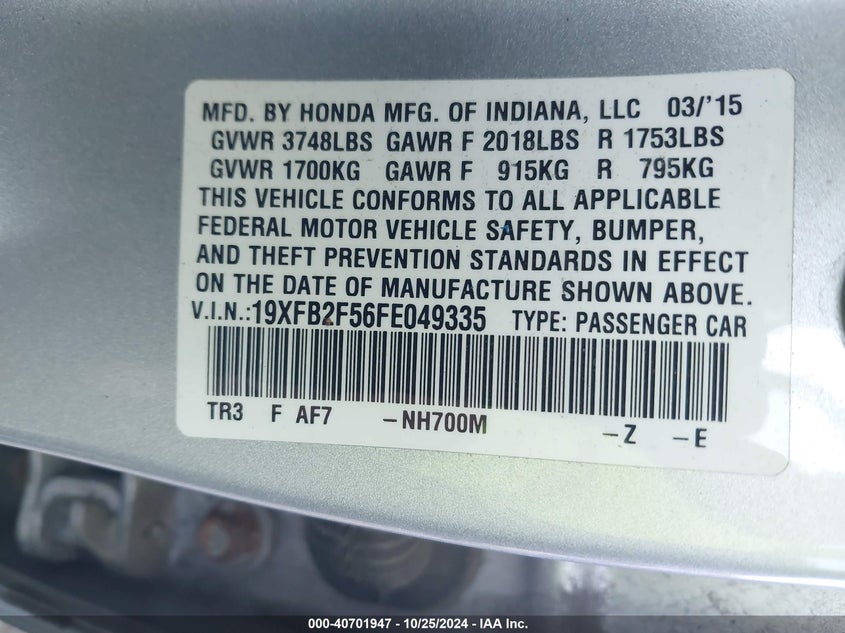 MFD. BY HONDA MFG. OF INDIANA, LLC 03/'15
GVWR 3748LBS GAWR F 2018LBS R 1753LBS
GVWR 1700KG GAWR F 915KG R 795KG
THIS VEHICLE CONFORMS TO ALL APPLICABLE
FEDERAL MOTOR VEHICLE SAFETY, BUMPER,
AND THEFT PREVENTION STANDARDS IN EFFECT
ON THE DATE OF MANUFACTURE SHOWN ABOVE.
V.I.N.:19XFB2F56FE049335 TYPE: PASSENGER CAR
TR3 F AF7 -NH700M -Z -E
000-40701947 - 10/25/2024 - IAA Inc.